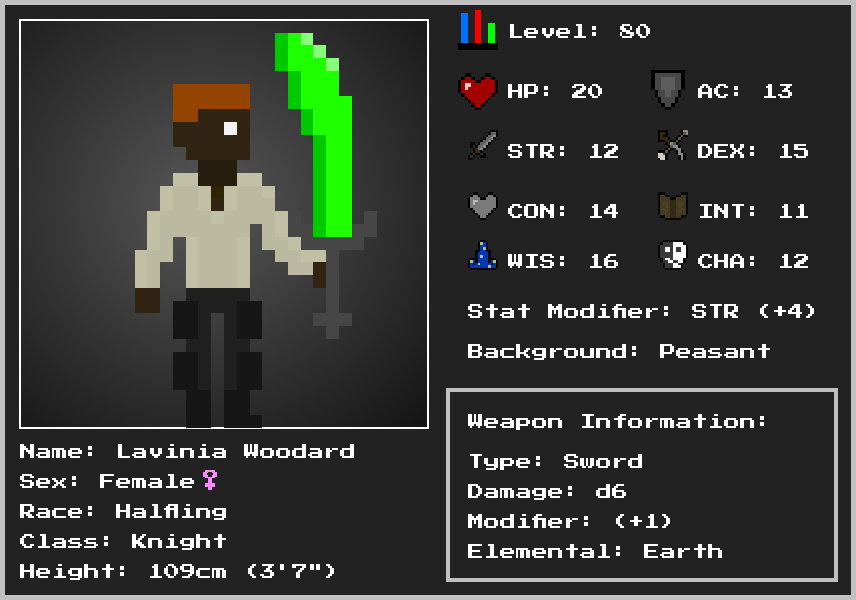 Level: 80
HP: 20
AC: 13
STR: 12
DEX: 15
CON: 14
INT: 11
WIS: 16
CHA: 12
Stat Modifier: STR (+4)
Background: Peasant
Weapon Information:
Type: Sword
Damage: d6
Modifier: (+1)
Elemental: Earth
Name: Lavinia Woodard
Sex: Female♀
Race: Halfling
Class: Knight
Height: 109cm (3'7")